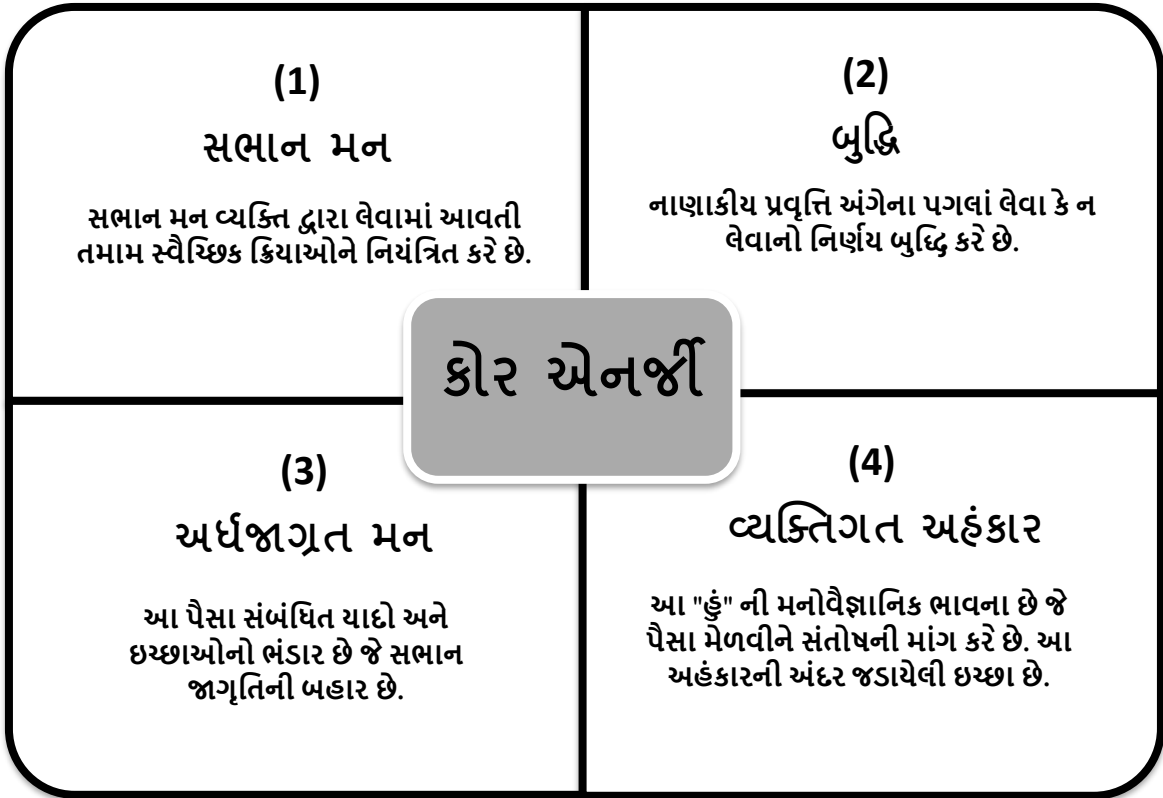 (1)
સભાન મન
સભાન મન વ્યક્તિ દ્વારા લેવામાં આવતી
તમામ સ્વૈચ્છિક ક્રિયાઓને નિયંત્રિત કરે છે.
(2)
બુદ્ધિ
નાણાકીય પ્રવૃત્તિ અંગેના પગલાં લેવા કે ન
લેવાનો નિર્ણય બુધ્ધિ કરે છે.
કોર એનર્જી
(3)
અર્ધજાગ્રત મન
આ પૈસા સંબંધિત યાદો અને
ઇચ્છાઓનો ભંડાર છે જે સભાન
જાગૃતિની બહાર છે.
(4)
વ્યક્તિગત અહંકાર
આ "હું" ની મનોવૈજ્ઞાનિક ભાવના છે જે
પૈસા મેળવીને સંતોષની માંગ કરે છે. આ
અહંકારની અંદર જડાયેલી ઇચ્છા છે.